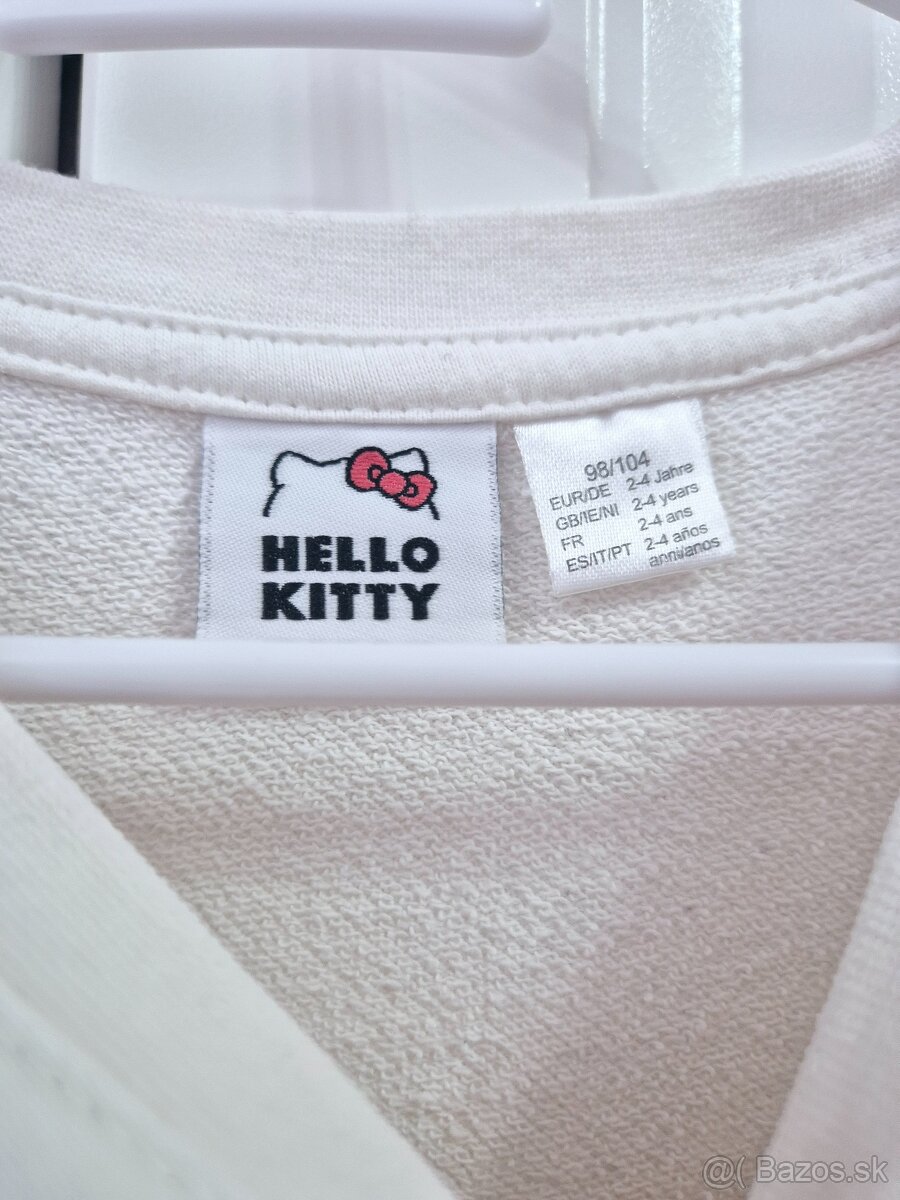 HELLO
KITTY
98/104
EUR/DE 2-4 Jahre
GB/IE/NI 2-4 years
FR 2-4 ans
ES/IT/PT 2-4 años
anni/anos
@( Bazos.sk